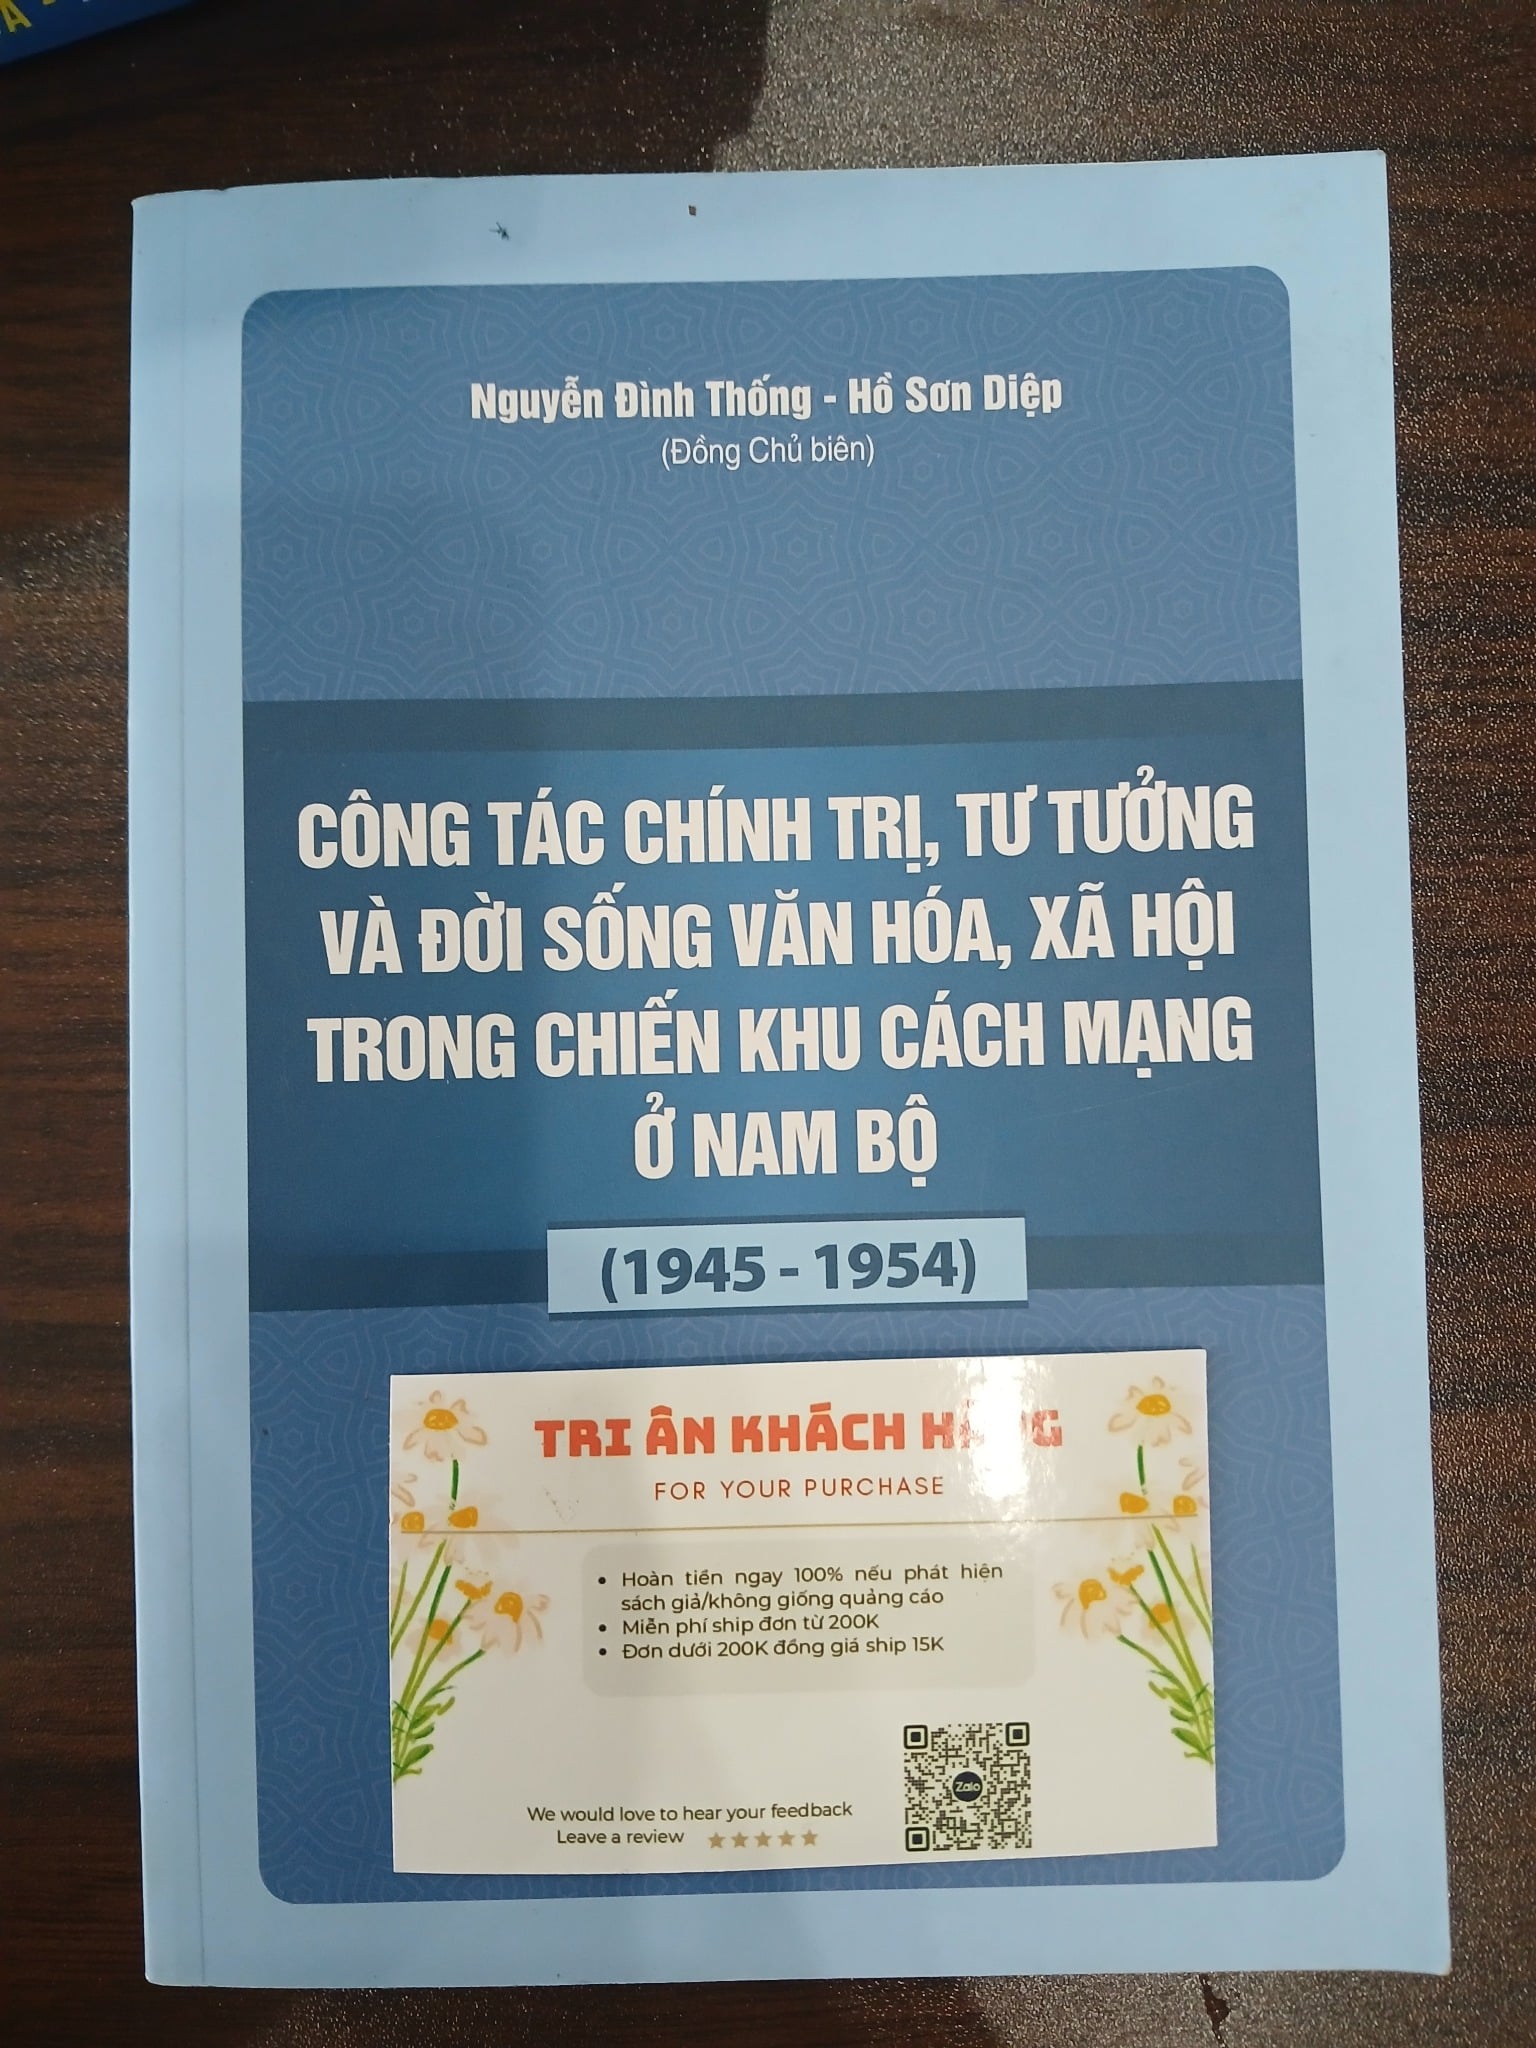 Nguyễn Đình Thống - Hồ Sơn Diệp
(Đồng Chủ biên)
CÔNG TÁC CHÍNH TRỊ, TƯ TƯỞNG
VÀ ĐỜI SỐNG VĂN HÓA, XÃ HỘI
TRONG CHIẾN KHU CÁCH MẠNG
Ở NAM BỘ
(1945 - 1954)
TRI ÂN KHÁCH HÀNG
FOR YOUR PURCHASE
• Hoàn tiền ngay 100% nếu phát hiện
sách giả/không giống quảng cáo
• Miễn phí ship đơn từ 200K
• Đơn dưới 200K đồng giá ship 15K
Zalo
We would love to hear your feedback
Leave a review